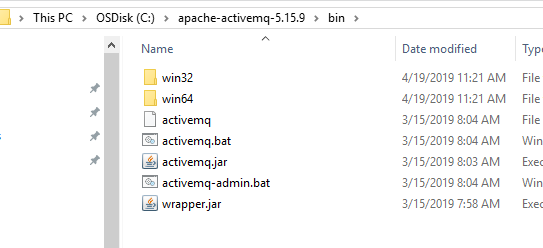 This PC > OSDisk (C:) > apache-activemq-5.15.9 > bin >
Name Date modified Type
win32 4/19/2019 11:21 AM File
win64 4/19/2019 11:21 AM File
activemq 3/15/2019 8:04 AM File
activemq.bat 3/15/2019 8:04 AM Win
activemq.jar 3/15/2019 8:03 AM Exec
activemq-admin.bat 3/15/2019 8:04 AM Win
wrapper.jar 3/15/2019 7:58 AM Exec